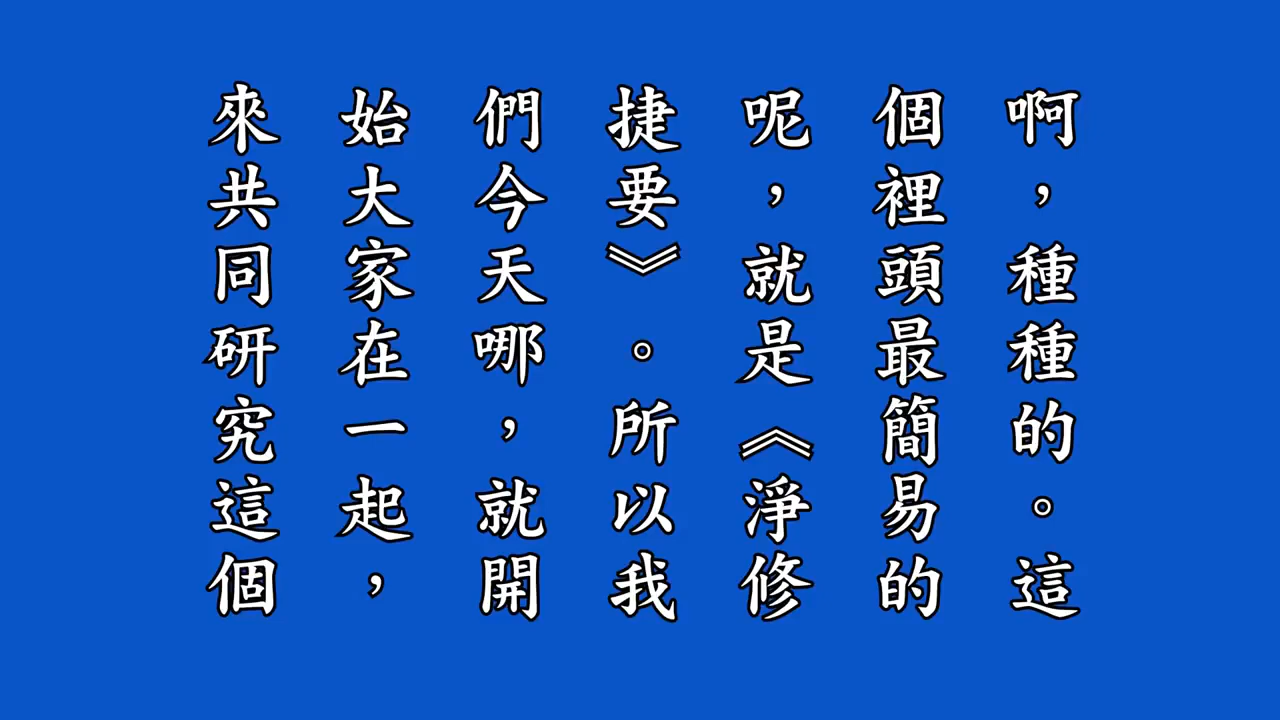 啊，種種的。這
個裡頭最簡易的
呢，就是《淨修
捷要》。所以我
們今天哪，就開
始大家在一起，
來共同研究這個